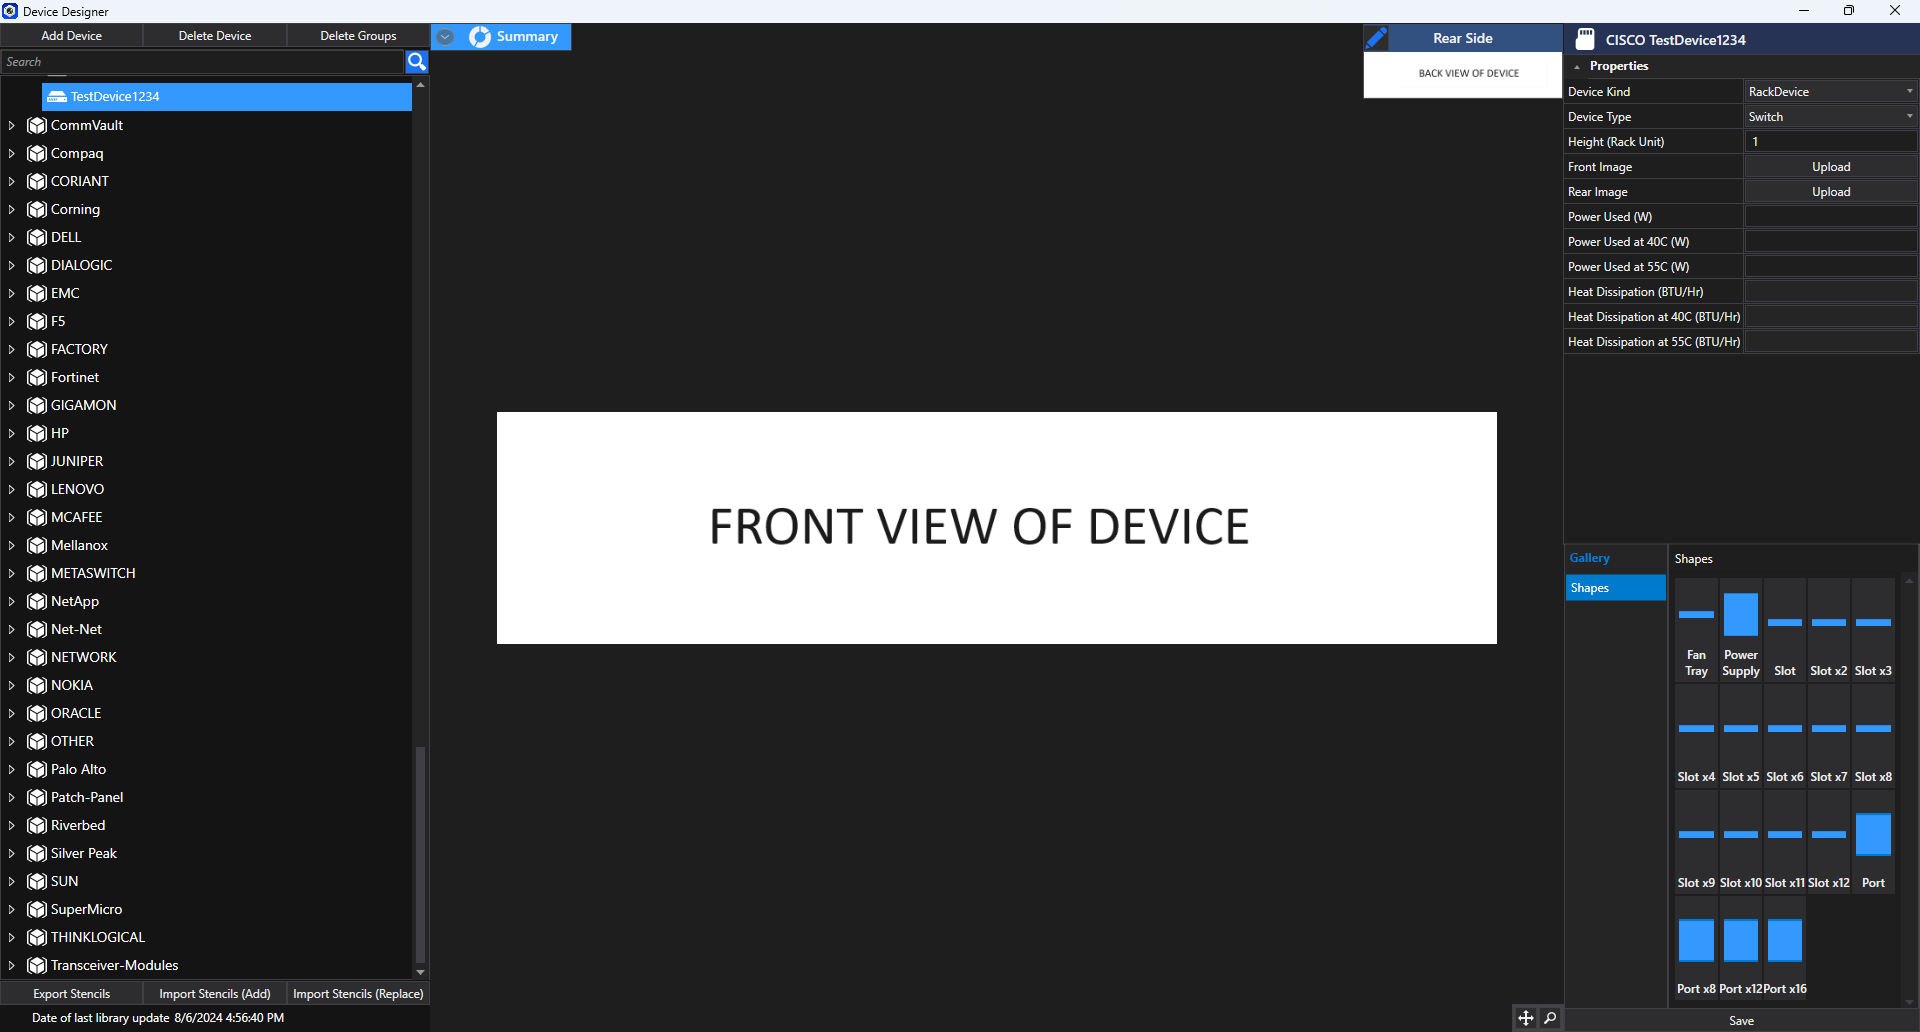 Device Designer
Add Device
Delete Device
Delete Groups
Search
TestDevice1234
CommVault
Compaq
CORIANT
Corning
DELL
DIALOGIC
EMC
F5
FACTORY
Fortinet
GIGAMON
HP
JUNIPER
LENOVO
MCAFEE
Mellanox
METASWITCH
NetApp
Net-Net
NETWORK
NOKIA
ORACLE
OTHER
Palo Alto
Patch-Panel
Riverbed
Silver Peak
SUN
SuperMicro
THINKLOGICAL
Transceiver-Modules
Export Stencils
Import Stencils (Add)
Import Stencils (Replace)
Date of last library update 8/6/2024 4:56:40 PM
Summary
Rear Side
BACK VIEW OF DEVICE
FRONT VIEW OF DEVICE
CISCO TestDevice1234
Properties
Device Kind RackDevice
Device Type Switch
Height (Rack Unit) 1
Front Image Upload
Rear Image Upload
Power Used (W)
Power Used at 40C (W)
Power Used at 55C (W)
Heat Dissipation (BTU/Hr)
Heat Dissipation at 40C (BTU/Hr)
Heat Dissipation at 55C (BTU/Hr)
Gallery
Shapes
Shapes
Fan Tray
Power Supply
Slot
Slot x2
Slot x3
Slot x4
Slot x5
Slot x6
Slot x7
Slot x8
Slot x9
Slot x10
Slot x11
Slot x12
Port
Port x8
Port x12
Port x16
Save